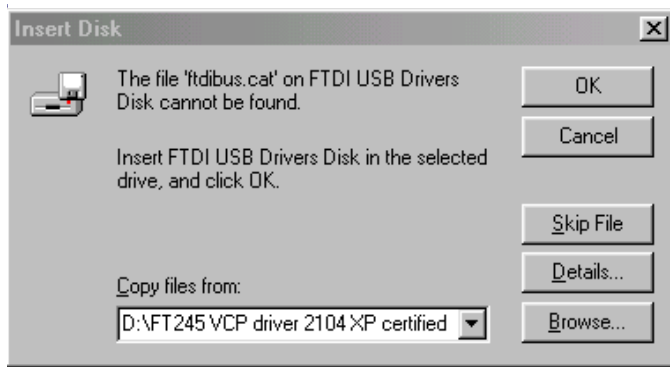 Insert Disk
The file 'ftdibus.cat' on FTDI USB Drivers
Disk cannot be found.
Insert FTDI USB Drivers Disk in the selected
drive, and click OK.
Copy files from:
D:\FT245 VCP driver 2104 XP certified
OK
Cancel
Skip File
Details...
Browse...